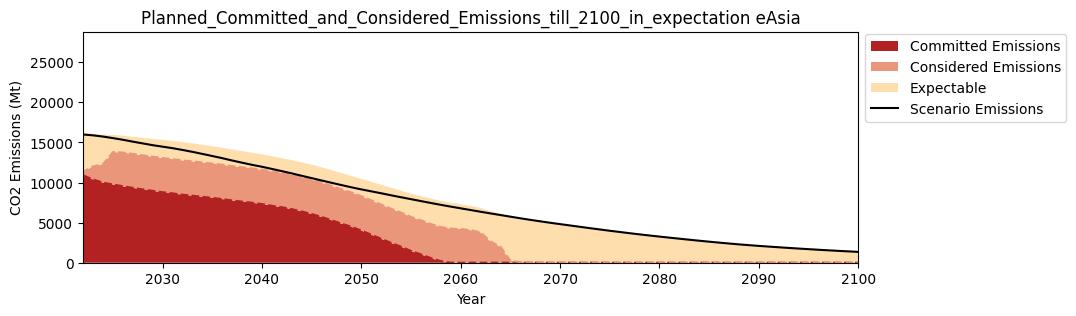 Planned_Committed_and_Considered_Emissions_till_2100_in_expectation eAsia
Committed Emissions
Considered Emissions
Expectable
Scenario Emissions
CO2 Emissions (Mt)
25000
20000
15000
10000
5000
0
2030 2040 2050 2060 2070 2080 2090 2100
Year